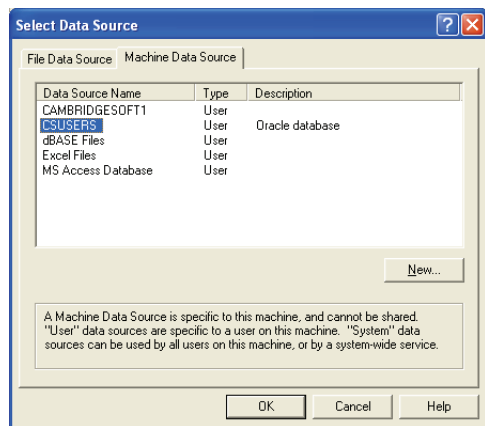 Select Data Source
File Data Source Machine Data Source
Data Source Name Type Description
CAMBRIDGESOFT1 User
CSUSERS User Oracle database
dBASE Files User
Excel Files User
MS Access Database User
New...
A Machine Data Source is specific to this machine, and cannot be shared.
"User" data sources are specific to a user on this machine. "System" data
sources can be used by all users on this machine, or by a system-wide service.
OK Cancel Help